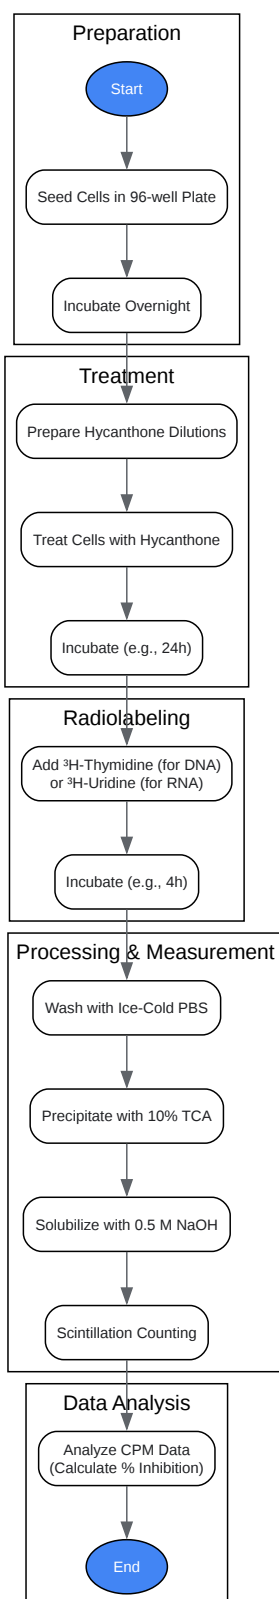 Preparation
Start
Seed Cells in 96-well Plate
Incubate Overnight
Treatment
Prepare Hycanthone Dilutions
Treat Cells with Hycanthone
Incubate (e.g., 24h)
Radiolabeling
Add ³H-Thymidine (for DNA)
or ³H-Uridine (for RNA)
Incubate (e.g., 4h)
Processing & Measurement
Wash with Ice-Cold PBS
Precipitate with 10% TCA
Solubilize with 0.5 M NaOH
Scintillation Counting
Data Analysis
Analyze CPM Data
(Calculate % Inhibition)
End